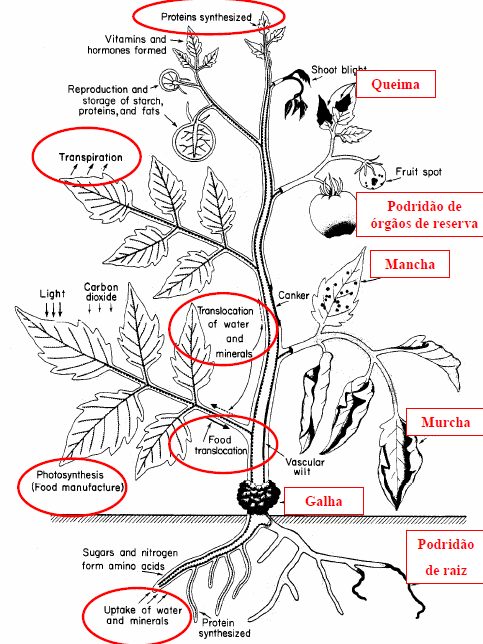 Proteins synthesized
Vitamins and
hormones formed
Shoot blight
Queima
Reproduction and
storage of starch,
proteins, and fats
Transpiration
Fruit spot
Podridão de
órgãos de reserva
Mancha
Light
Carbon
dioxide
Canker
Translocation
of water
and
minerals
Food
translocation
Murcha
Vascular
wilt
Photosynthesis
(Food manufacture)
Galha
Podridão
de raiz
Sugars and nitrogen
form amino acids
Uptake of water
and minerals
Protein
synthesized